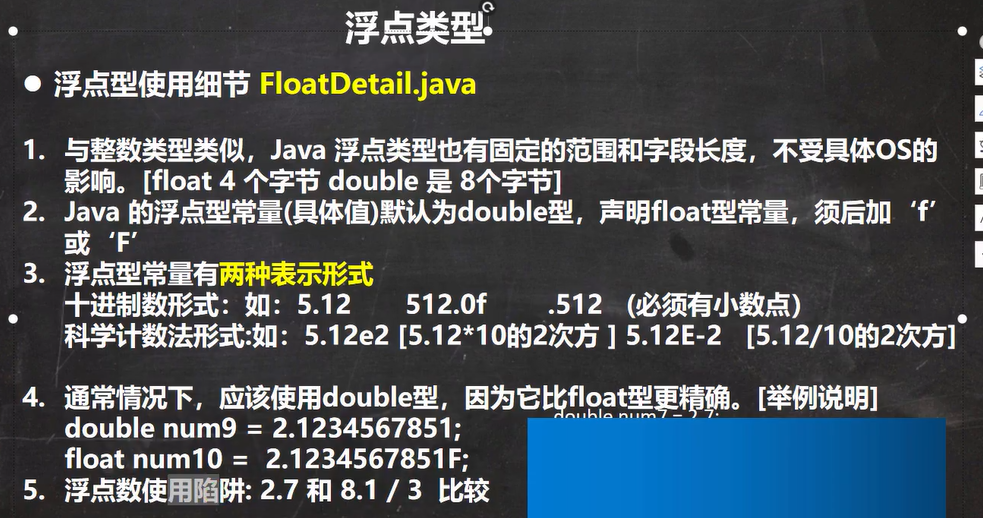 浮点类型
● 浮点型使用细节 FloatDetail.java
1. 与整数类型类似，Java 浮点类型也有固定的范围和字段长度，不受具体OS的
影响。[float 4 个字节 double 是 8个字节]
2. Java 的浮点型常量(具体值)默认为double型，声明float型常量，须后加‘f’
或‘F’
3. 浮点型常量有两种表示形式
十进制数形式：如：5.12 512.0f .512 (必须有小数点）
科学计数法形式:如：5.12e2 [5.12*10的2次方 ] 5.12E-2 [5.12/10的2次方]
4. 通常情况下，应该使用double型，因为它比float型更精确。[举例说明]
double num7 = 2.7;
double num9 = 2.1234567851;
float num10 = 2.1234567851F;
5. 浮点数使用陷阱: 2.7 和 8.1 / 3 比较